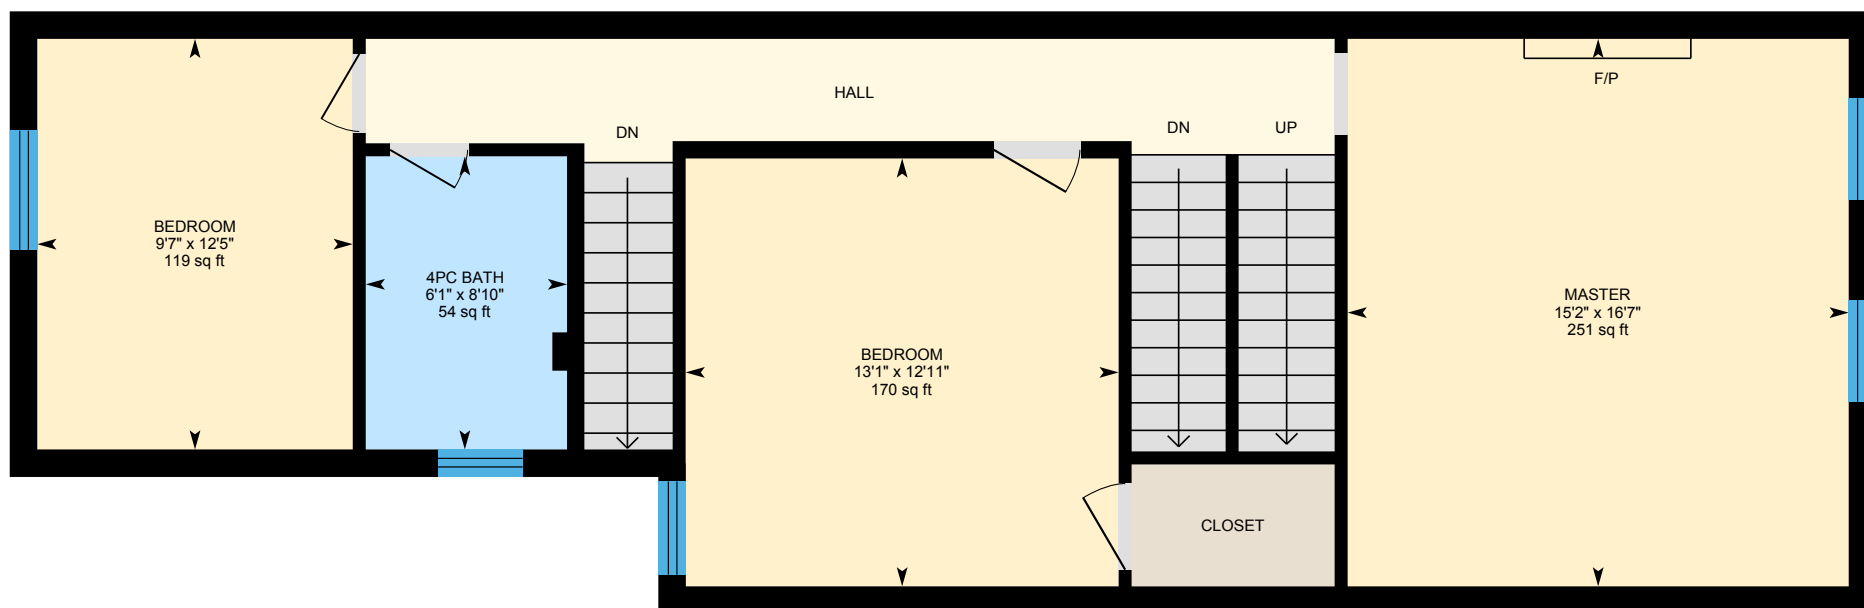 HALL
F/P
DN
DN
UP
BEDROOM
9'7" x 12'5"
119 sq ft
4PC BATH
6'1" x 8'10"
54 sq ft
BEDROOM
13'1" x 12'11"
170 sq ft
MASTER
15'2" x 16'7"
251 sq ft
CLOSET